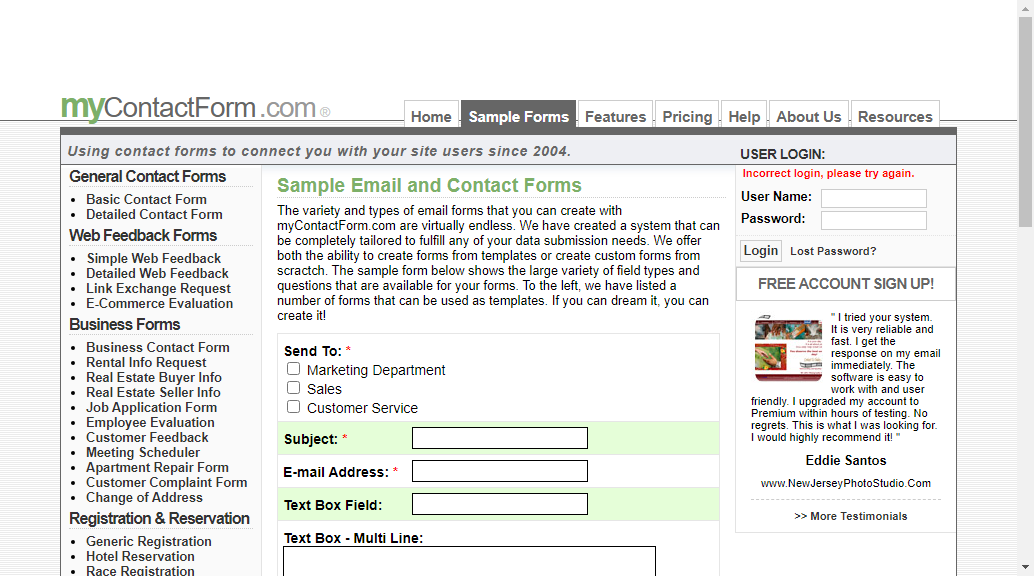 myContactForm.com ®
Home
Sample Forms
Features
Pricing
Help
About Us
Resources
Using contact forms to connect you with your site users since 2004.
General Contact Forms
Basic Contact Form
Detailed Contact Form
Web Feedback Forms
Simple Web Feedback
Detailed Web Feedback
Link Exchange Request
E-Commerce Evaluation
Business Forms
Business Contact Form
Rental Info Request
Real Estate Buyer Info
Real Estate Seller Info
Job Application Form
Employee Evaluation
Customer Feedback
Meeting Scheduler
Apartment Repair Form
Customer Complaint Form
Change of Address
Registration & Reservation
Generic Registration
Hotel Reservation
Race Registration
Sample Email and Contact Forms
The variety and types of email forms that you can create with
myContactForm.com are virtually endless. We have created a system that can
be completely tailored to fulfill any of your data submission needs. We offer
both the ability to create forms from templates or create custom forms from
scractch. The sample form below shows the large variety of field types and
questions that are available for your forms. To the left, we have listed a
number of forms that can be used as templates. If you can dream it, you can
create it!
Send To: *
Marketing Department
Sales
Customer Service
Subject: *
E-mail Address: *
Text Box Field:
Text Box - Multi Line:
USER LOGIN:
Incorrect login, please try again.
User Name:
Password:
Login
Lost Password?
FREE ACCOUNT SIGN UP!
" I tried your system.
It is very reliable and
fast. I get the
response on my email
immediately. The
software is easy to
work with and user
friendly. I upgraded my account to
Premium within hours of testing. No
regrets. This is what I was looking for.
I would highly recommend it! "
Eddie Santos
www.NewJerseyPhotoStudio.Com
>> More Testimonials